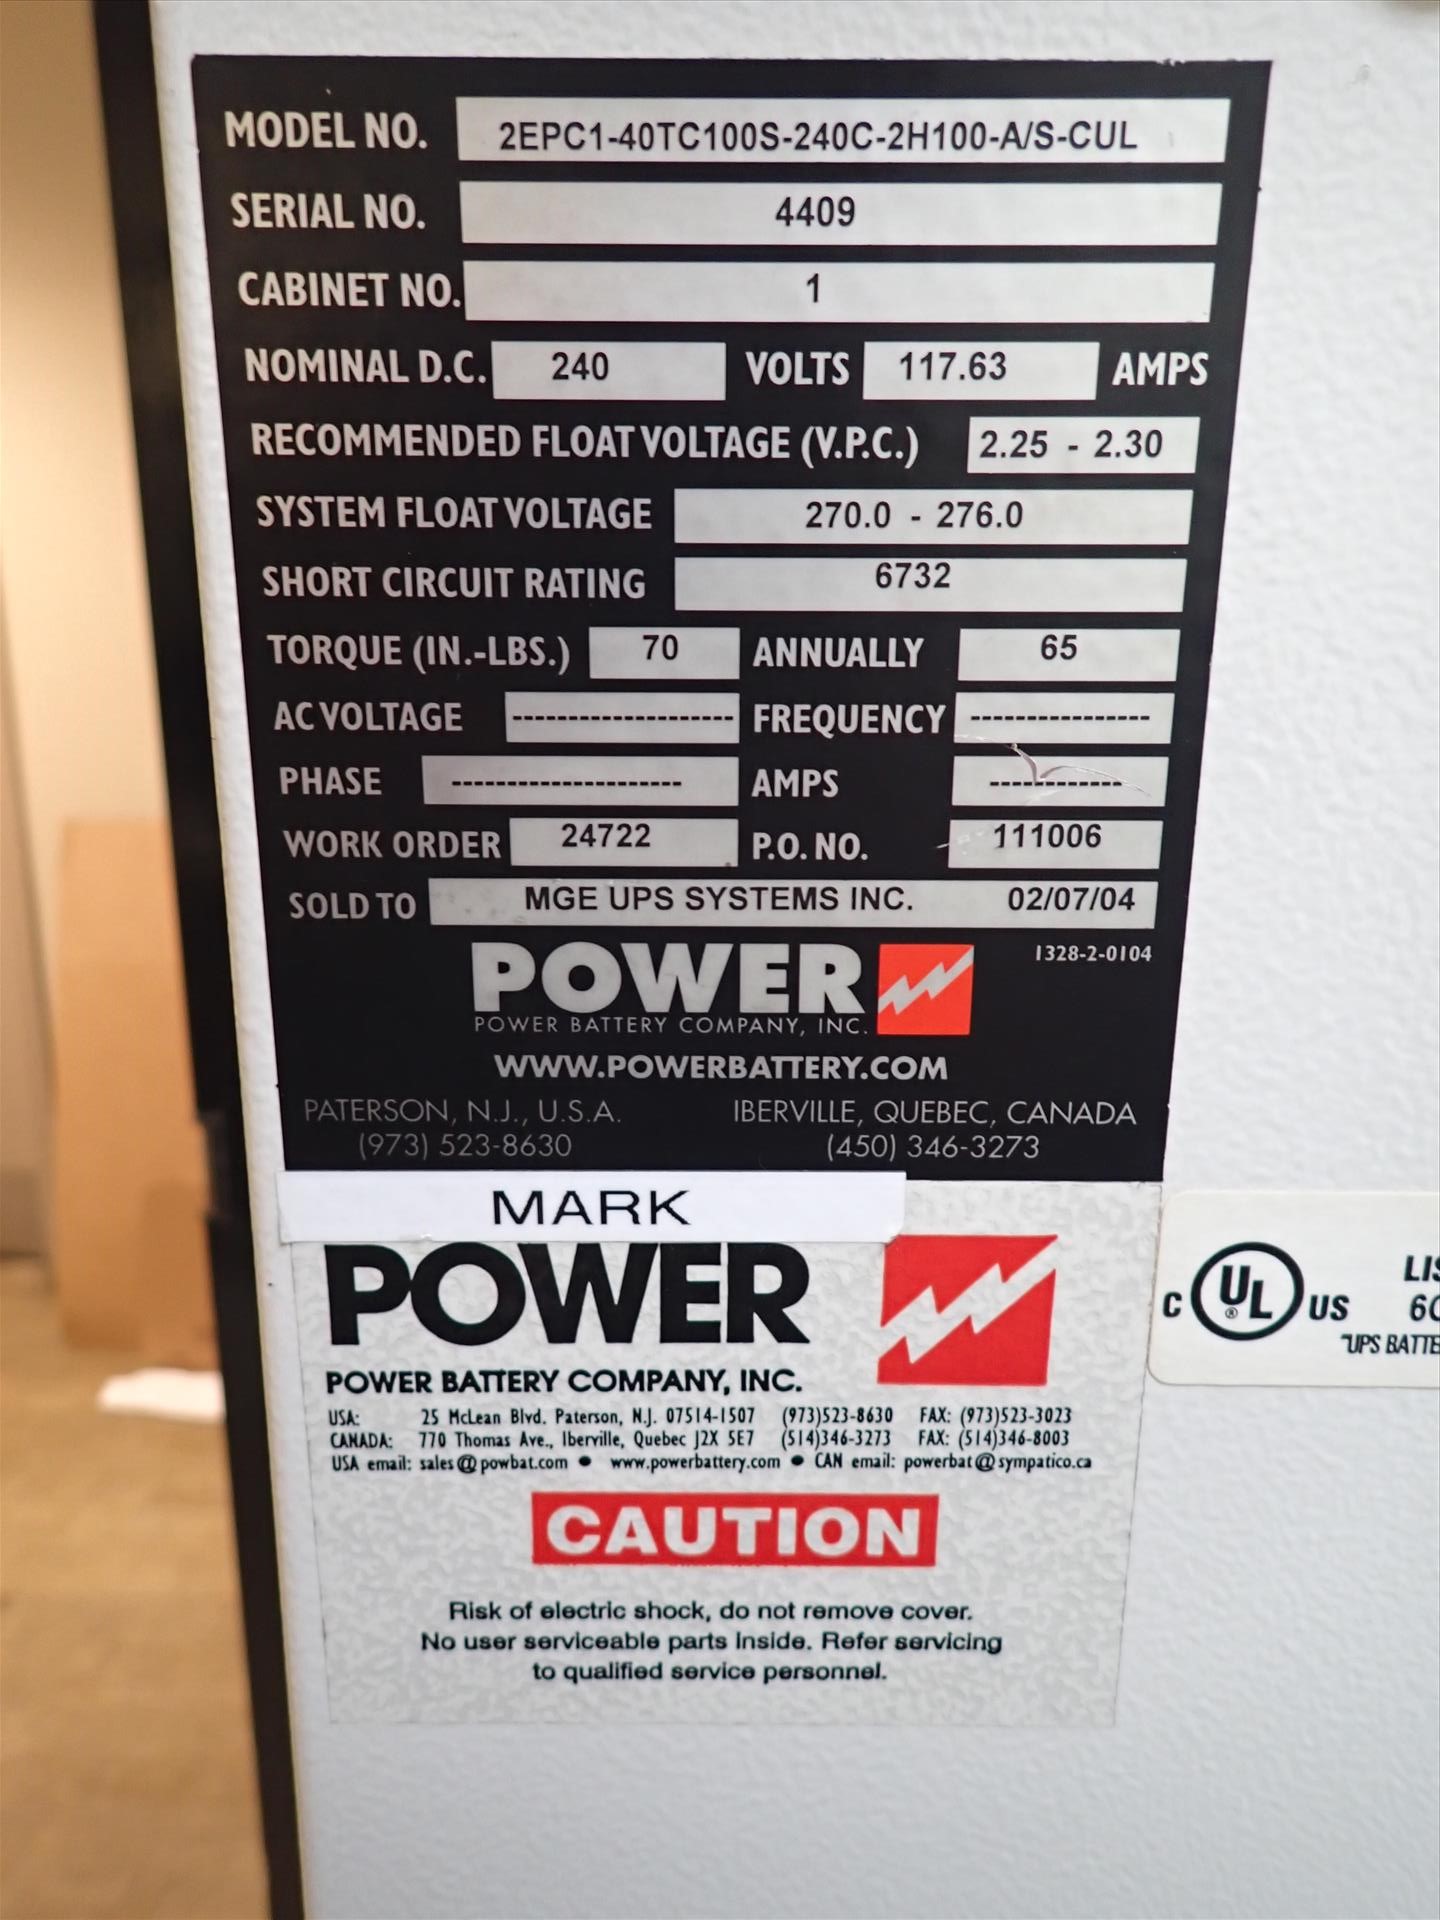 MODEL NO. 2EPC1-40TC100S-240C-2H100-A/S-CUL
SERIAL NO. 4409
CABINET NO. 1
NOMINAL D.C. 240 VOLTS 117.63 AMPS
RECOMMENDED FLOAT VOLTAGE (V.P.C.) 2.25 - 2.30
SYSTEM FLOAT VOLTAGE 270.0 - 276.0
SHORT CIRCUIT RATING 6732
TORQUE (IN.-LBS.) 70 ANNUALLY 65
AC VOLTAGE -------------------- FREQUENCY ----------------
PHASE --------------------- AMPS ------------
WORK ORDER 24722 P.O. NO. 111006
SOLD TO MGE UPS SYSTEMS INC. 02/07/04
1328-2-0104
POWER
POWER BATTERY COMPANY, INC.
WWW.POWERBATTERY.COM
PATERSON, N.J., U.S.A. IBERVILLE, QUEBEC, CANADA
(973) 523-8630 (450) 346-3273
MARK
POWER
POWER BATTERY COMPANY, INC.
USA: 25 McLean Blvd. Paterson, N.J. 07514-1507 (973)523-8630 FAX: (973)523-3023
CANADA: 770 Thomas Ave., Iberville, Quebec J2X 5E7 (514)346-3273 FAX: (514)346-8003
USA email: sales@powbat.com • www.powerbattery.com • CAN email: powerbat@sympatico.ca
CAUTION
Risk of electric shock, do not remove cover.
No user serviceable parts inside. Refer servicing
to qualified service personnel.
C UL ® US
"UPS